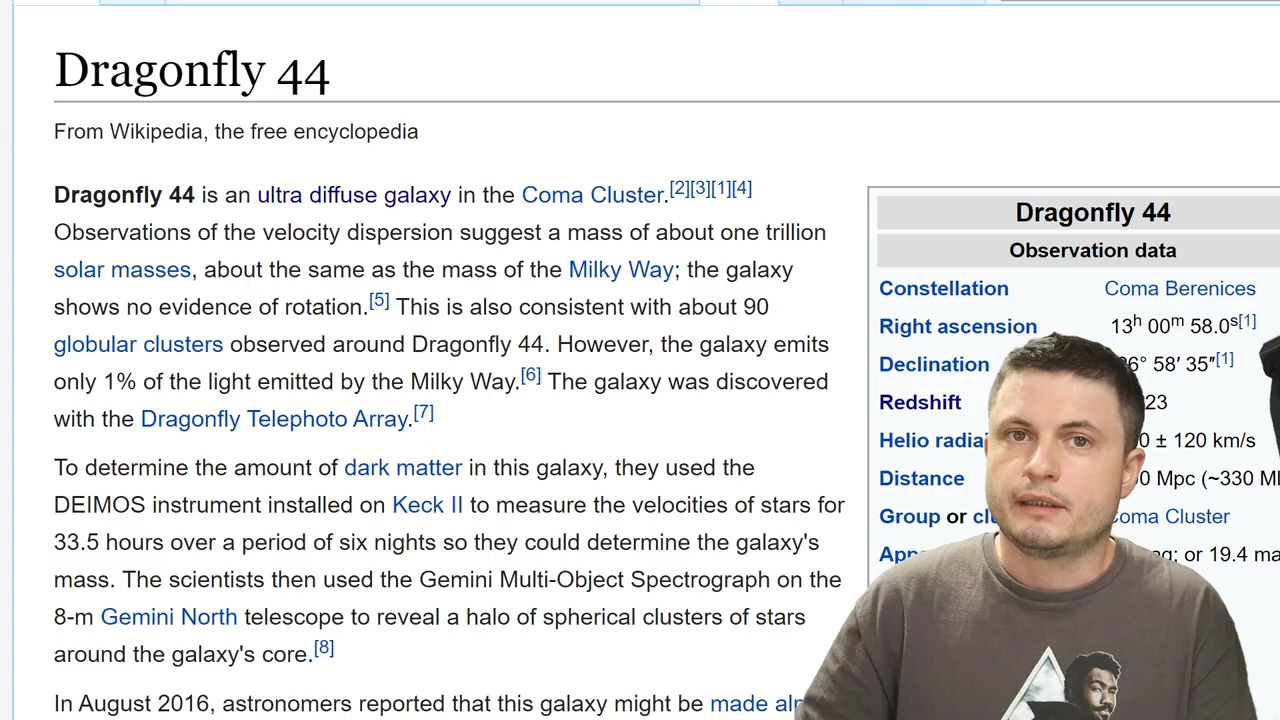 Dragonfly 44
From Wikipedia, the free encyclopedia
Dragonfly 44 is an ultra diffuse galaxy in the Coma Cluster.[2][3][1][4]
Observations of the velocity dispersion suggest a mass of about one trillion
solar masses, about the same as the mass of the Milky Way; the galaxy
shows no evidence of rotation.[5] This is also consistent with about 90
globular clusters observed around Dragonfly 44. However, the galaxy emits
only 1% of the light emitted by the Milky Way.[6] The galaxy was discovered
with the Dragonfly Telephoto Array.[7]
To determine the amount of dark matter in this galaxy, they used the
DEIMOS instrument installed on Keck II to measure the velocities of stars for
33.5 hours over a period of six nights so they could determine the galaxy's
mass. The scientists then used the Gemini Multi-Object Spectrograph on the
8-m Gemini North telescope to reveal a halo of spherical clusters of stars
around the galaxy's core.[8]
In August 2016, astronomers reported that this galaxy might be made
Dragonfly 44
Observation data
Constellation Coma Berenices
Right ascension 13h 00m 58.0s[1]
Declination 58′ 35″[1]
Redshift 23
Helio ± 120 km/s
Distance Mpc (~330
Group or Coma Cluster
or 19.4